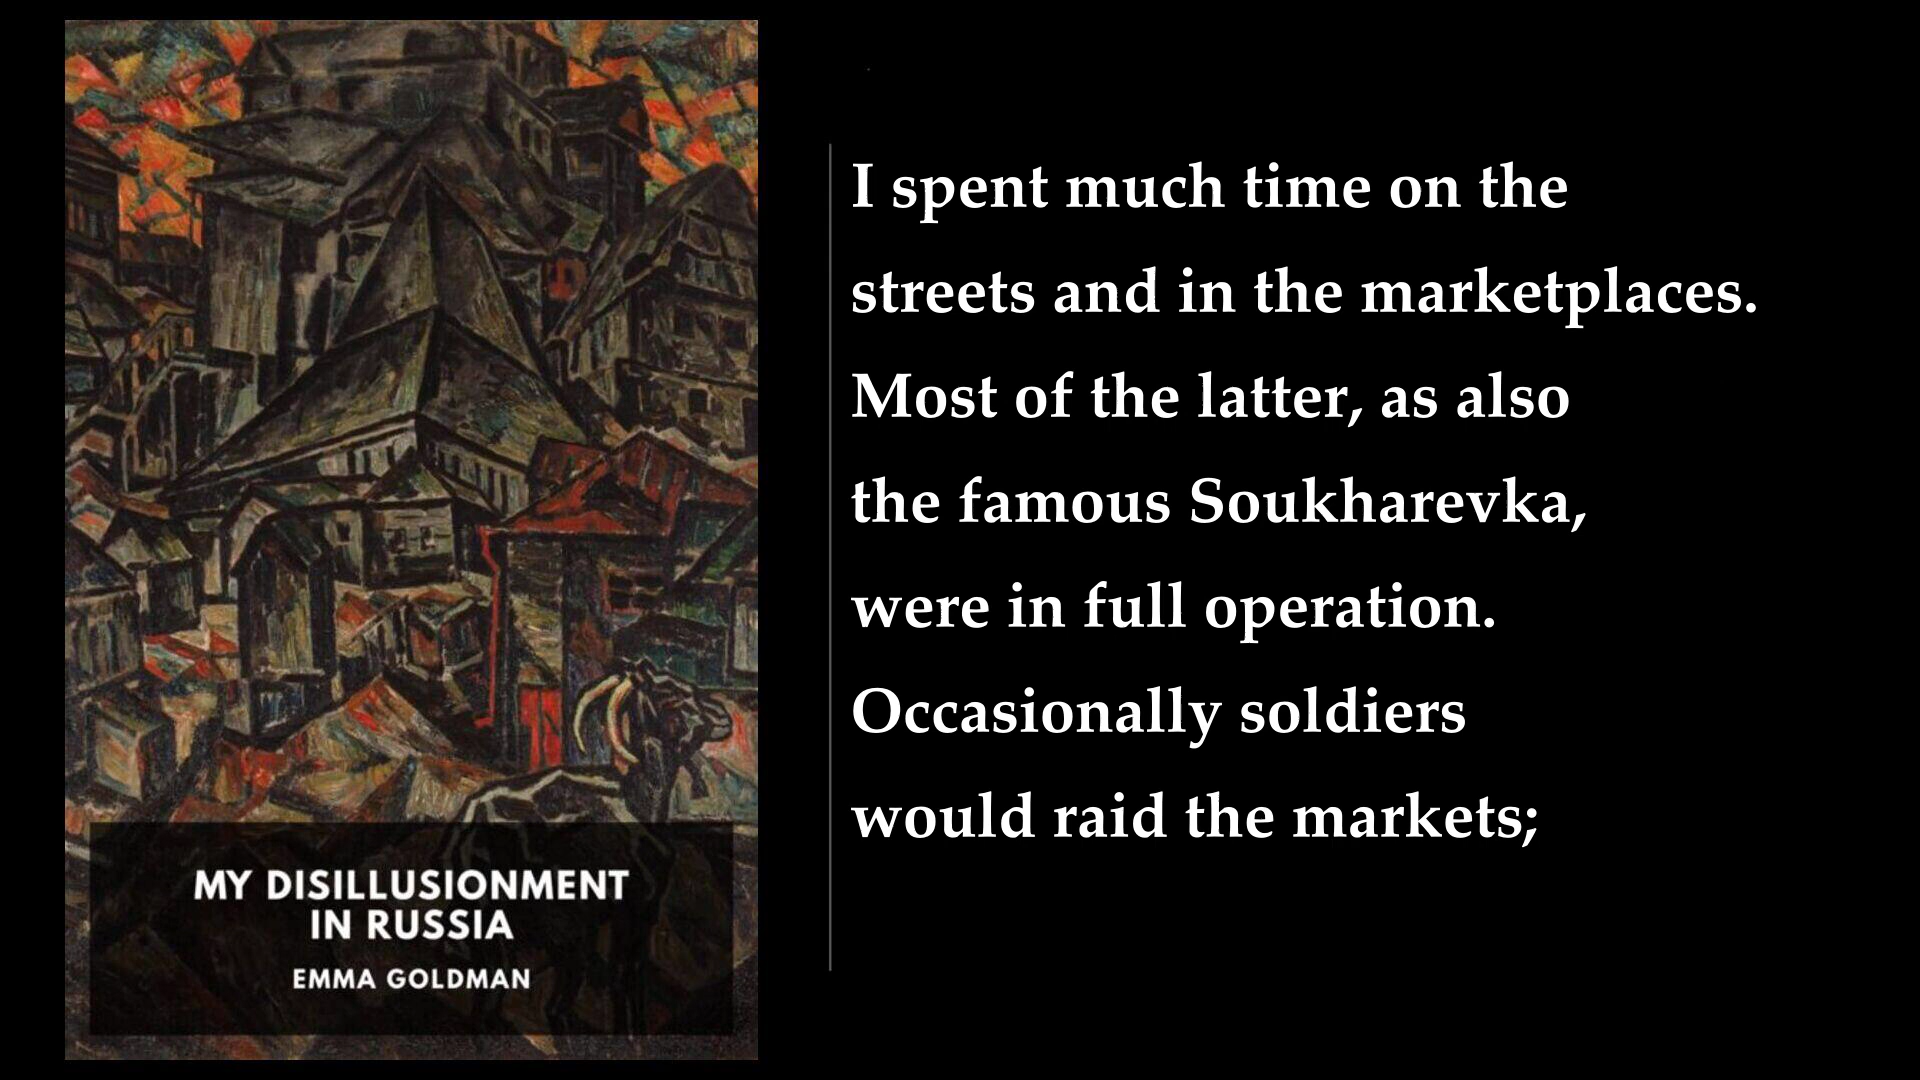 MY DISILLUSIONMENT
IN RUSSIA
EMMA GOLDMAN
I spent much time on the
streets and in the marketplaces.
Most of the latter, as also
the famous Soukharevka,
were in full operation.
Occasionally soldiers
would raid the markets;